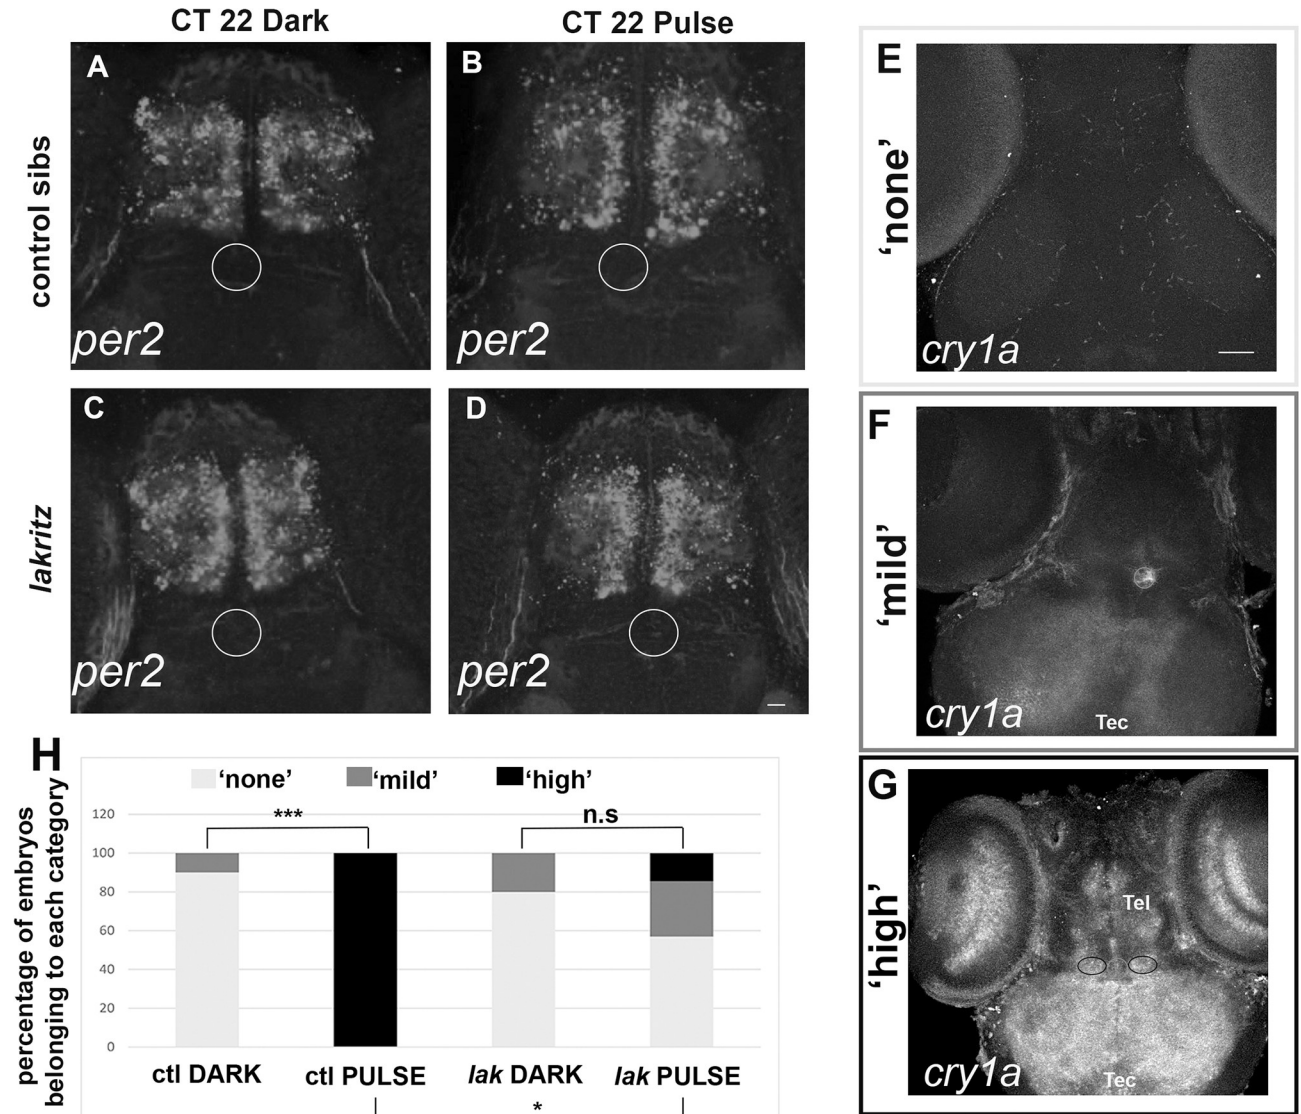 CT 22 Dark
CT 22 Pulse
control sibs
A
per2
B
per2
lakritz
C
per2
D
per2
E
'none'
cry1a
F
'mild'
cry1a
Tec
G
'high'
Tel
cry1a
Tec
H
'none'
'mild'
'high'
percentage of embryos
belonging to each category
120
100
80
60
40
20
0
***
n.s
ctl DARK
ctl PULSE
lak DARK
lak PULSE
*